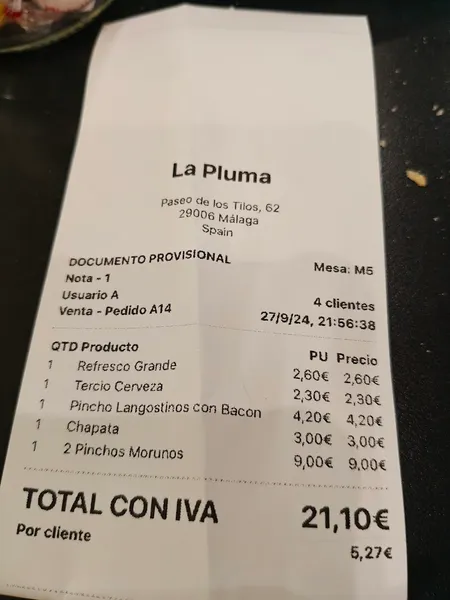 La Pluma
Paseo de los Tilos, 62
29006 Málaga
Spain
DOCUMENTO PROVISIONAL
Mesa: M5
Nota - 1
Usuario A
4 clientes
Venta - Pedido A14
27/9/24, 21:56:38
QTD Producto PU Precio
1 Refresco Grande 2,60€ 2,60€
1 Tercio Cerveza 2,30€ 2,30€
1 Pincho Langostinos con Bacon 4,20€ 4,20€
1 Chapata 3,00€ 3,00€
1 2 Pinchos Morunos 9,00€ 9,00€
TOTAL CON IVA 21,10€
Por cliente 5,27€